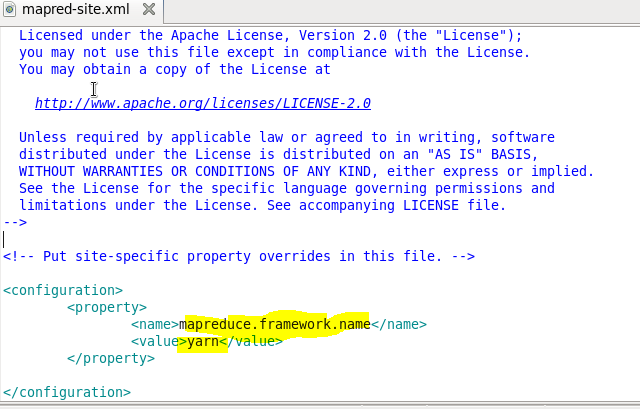 mapred-site.xml
Licensed under the Apache License, Version 2.0 (the "License");
you may not use this file except in compliance with the License.
You may obtain a copy of the License at
http://www.apache.org/licenses/LICENSE-2.0
Unless required by applicable law or agreed to in writing, software
distributed under the License is distributed on an "AS IS" BASIS,
WITHOUT WARRANTIES OR CONDITIONS OF ANY KIND, either express or implied.
See the License for the specific language governing permissions and
limitations under the License. See accompanying LICENSE file.
-->
<!-- Put site-specific property overrides in this file. -->
<configuration>
<property>
<name>mapreduce.framework.name</name>
<value>yarn</value>
</property>
</configuration>